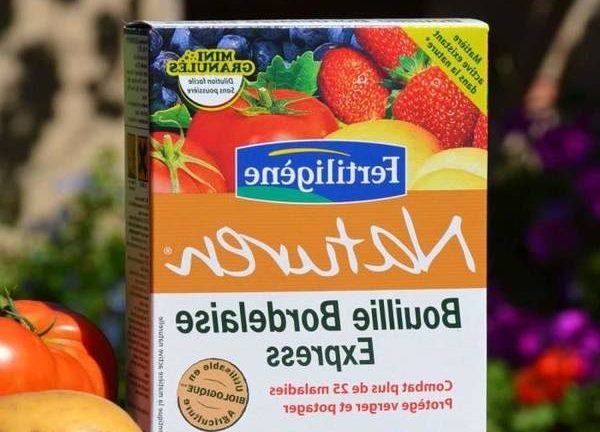 Matière
active existant
dans la nature*
MINI
GRANULÉS
Dilution facile
Sans poussière
Fertiligène
Naturen®
Bouillie Bordelaise
Express
Combat plus de 25 maladies
Protège verger et potager
utilisable en
BIOLOGIQUE*
Agriculture